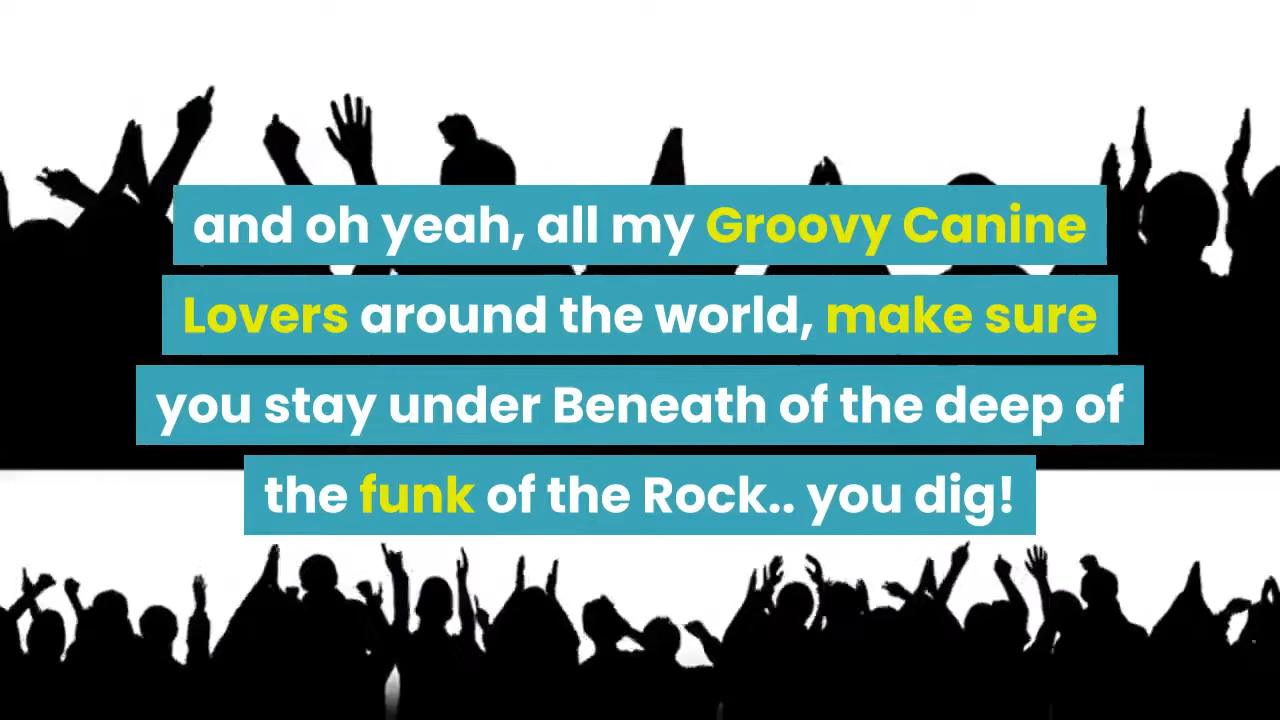 and oh yeah, all my Groovy Canine
Lovers around the world, make sure
you stay under Beneath of the deep of
the funk of the Rock.. you dig!